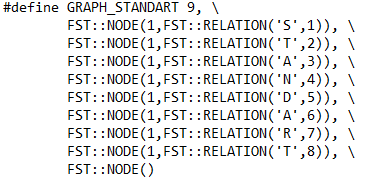 #define GRAPH_STANDART 9, \
FST::NODE(1,FST::RELATION('S',1)), \
FST::NODE(1,FST::RELATION('T',2)), \
FST::NODE(1,FST::RELATION('A',3)), \
FST::NODE(1,FST::RELATION('N',4)), \
FST::NODE(1,FST::RELATION('D',5)), \
FST::NODE(1,FST::RELATION('A',6)), \
FST::NODE(1,FST::RELATION('R',7)), \
FST::NODE(1,FST::RELATION('T',8)), \
FST::NODE()